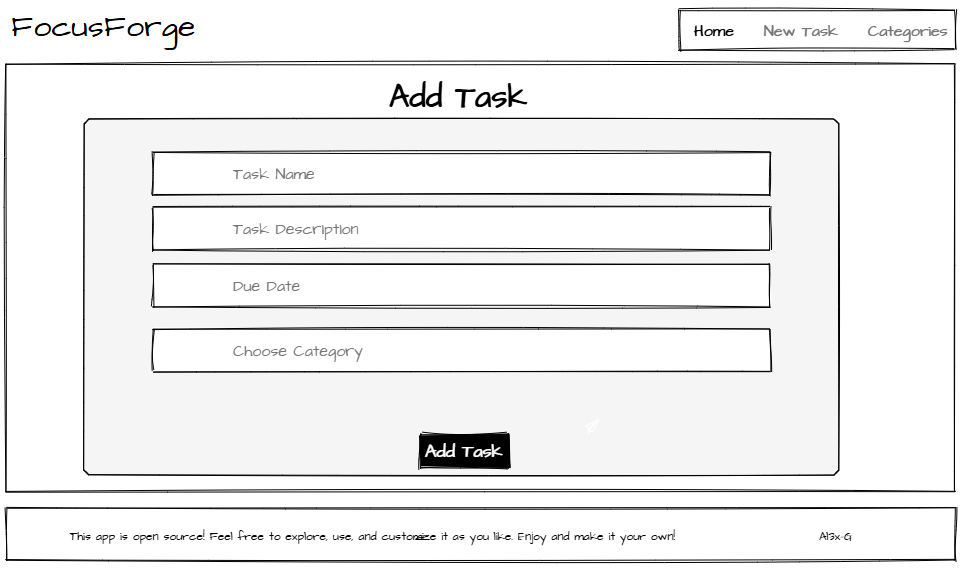 FocusForge
Home New Task Categories
Add Task
Task Name
Task Description
Due Date
Choose Category
Add Task
This app is open source! Feel free to explore, use, and customize it as you like. Enjoy and make it your own! Al3x-G